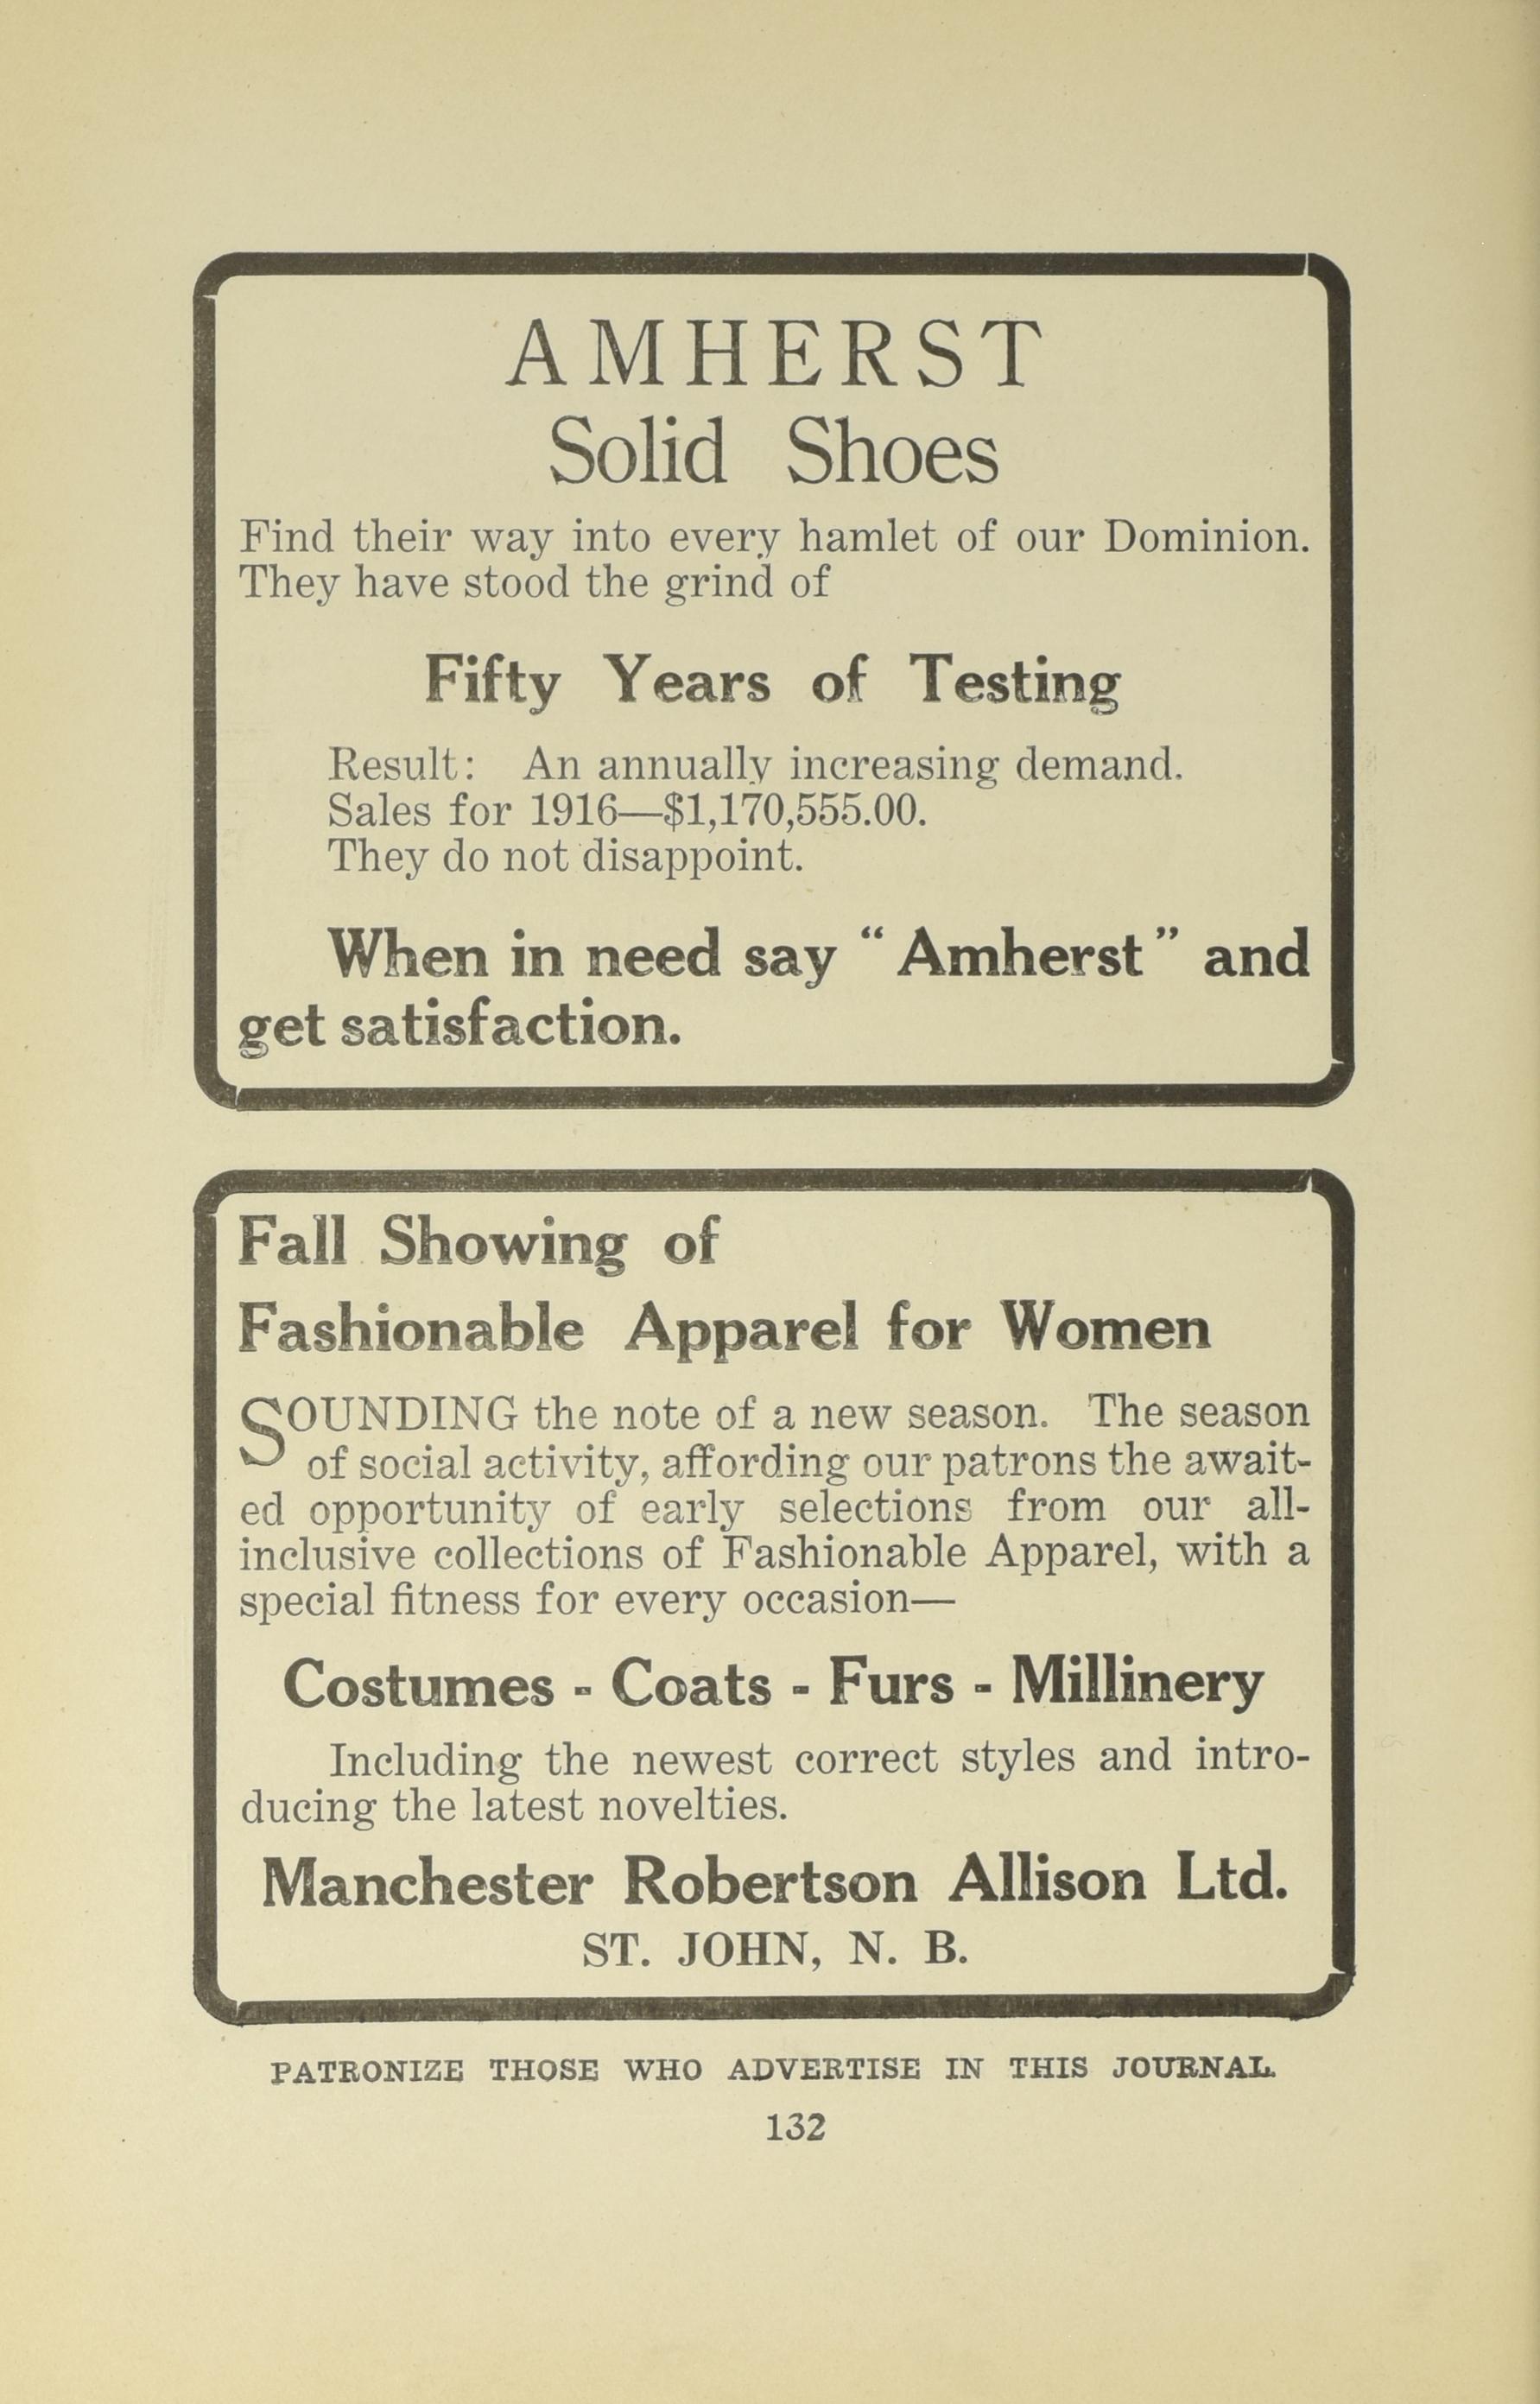 AMHERST
Solid Shoes
Find their way into every hamlet of our Dominion.
They have stood the grind of
Fifty Years of Testing
Result: An annually increasing demand.
Sales for 1916—$1,170,555.00.
They do not disappoint.
When in need say “Amherst” and
get satisfaction.
Fall Showing of
Fashionable Apparel for Women
SOUNDING the note of a new season. The season
of social activity, affording our patrons the await-
ed opportunity of early selections from our all-
inclusive collections of Fashionable Apparel, with a
special fitness for every occasion—
Costumes - Coats - Furs - Millinery
Including the newest correct styles and intro-
ducing the latest novelties.
Manchester Robertson Allison Ltd.
ST. JOHN, N. B.
PATRONIZE THOSE WHO ADVERTISE IN THIS JOURNAL.
132